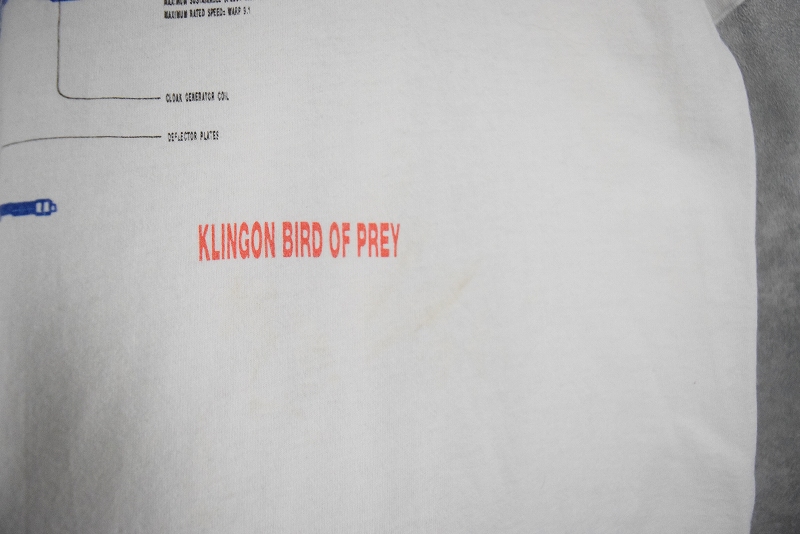 MAXIMUM RATED SPEED: WARP 9.1
CLOAK GENERATOR COIL
DEFLECTOR PLATES
KLINGON BIRD OF PREY